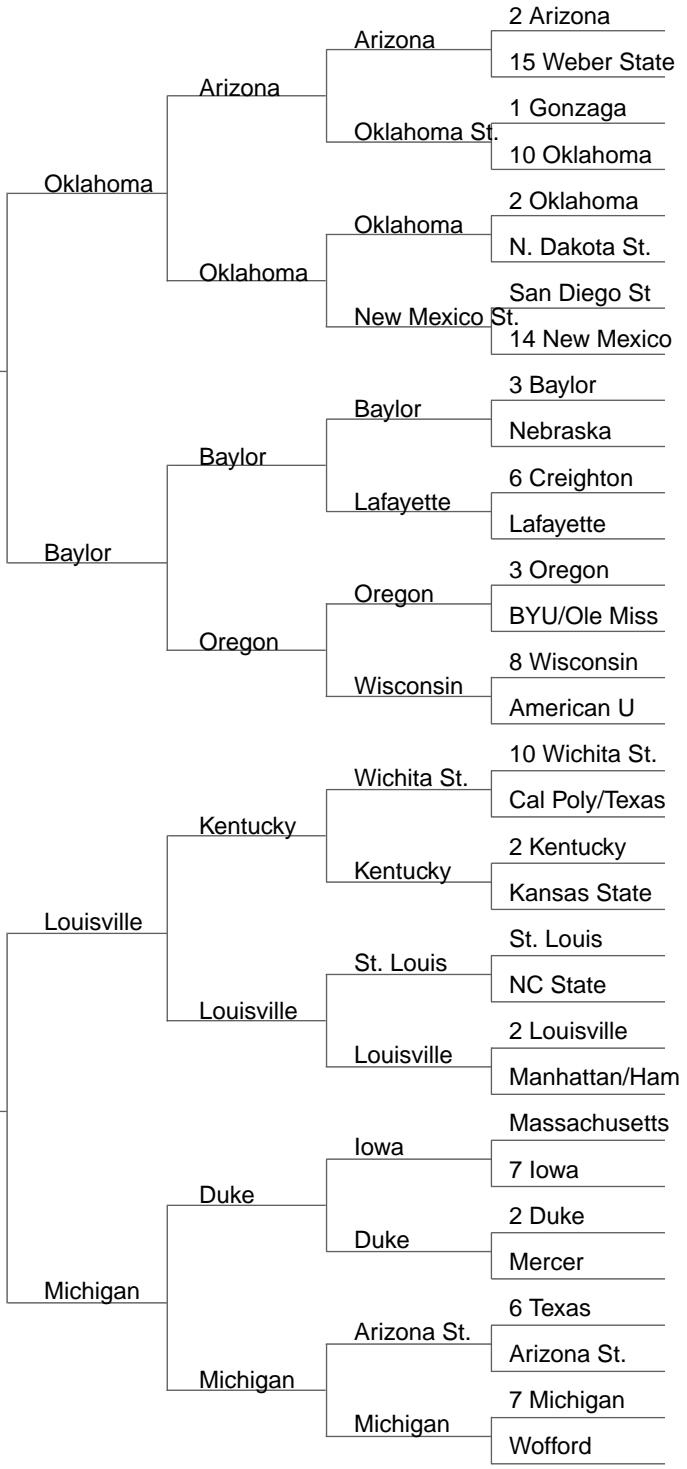 2 Arizona
Arizona
15 Weber State
Arizona
1 Gonzaga
Oklahoma St.
10 Oklahoma
Oklahoma
2 Oklahoma
Oklahoma
N. Dakota St.
Oklahoma
San Diego St
New Mexico St.
14 New Mexico
3 Baylor
Baylor
Nebraska
Baylor
6 Creighton
Lafayette
Lafayette
Baylor
3 Oregon
Oregon
BYU/Ole Miss
Oregon
8 Wisconsin
Wisconsin
American U
10 Wichita St.
Wichita St.
Cal Poly/Texas
Kentucky
2 Kentucky
Kentucky
Kansas State
Louisville
St. Louis
St. Louis
NC State
Louisville
2 Louisville
Louisville
Manhattan/Ham
Massachusetts
Iowa
7 Iowa
Duke
2 Duke
Duke
Mercer
Michigan
6 Texas
Arizona St.
Arizona St.
Michigan
7 Michigan
Michigan
Wofford